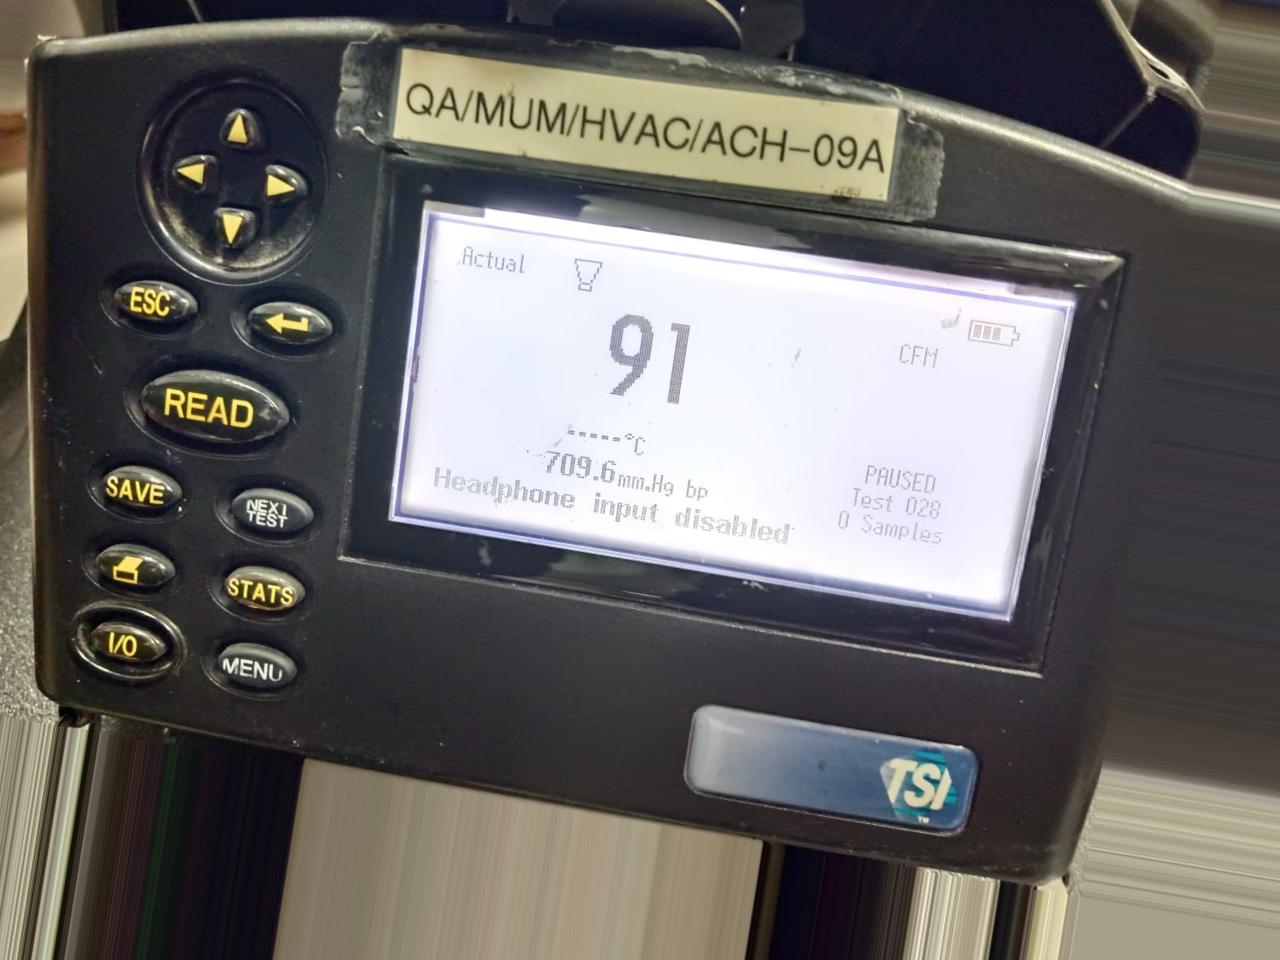 QA/MUM/HVAC/ACH-09A
Actual
91
CFM
-----°C
709.6mm.Hg bp
Headphone input disabled
PAUSED
Test 028
0 Samples
ESC
READ
SAVE
NEXT
TEST
STATS
I/O
MENU
TSI
TM